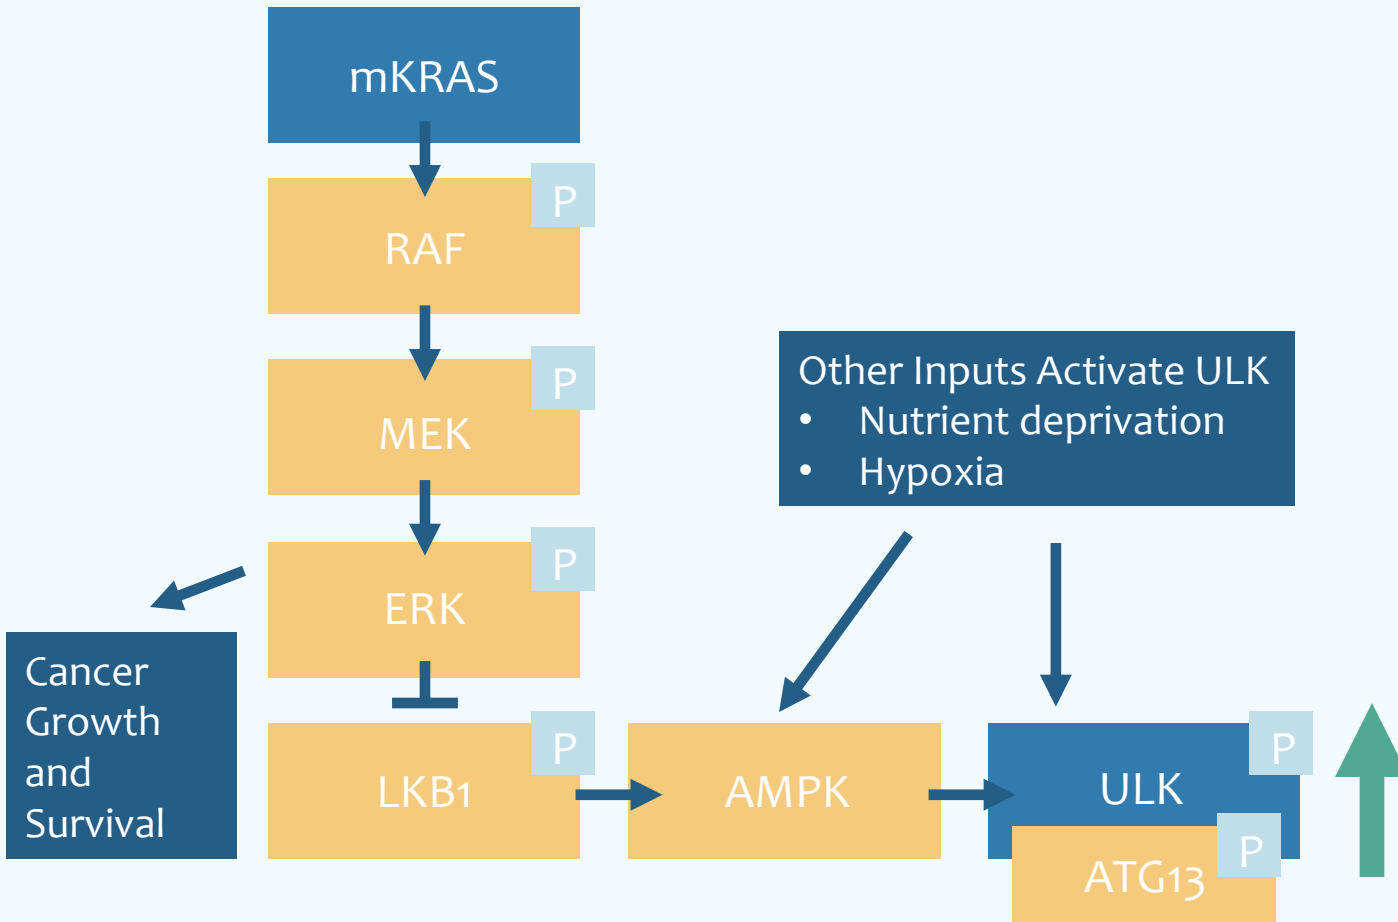 mKRAS
P
RAF
P
MEK
Other Inputs Activate ULK
• Nutrient deprivation
• Hypoxia
P
ERK
Cancer
Growth
and
Survival
P
LKB1
AMPK
P
ULK
P
ATG13